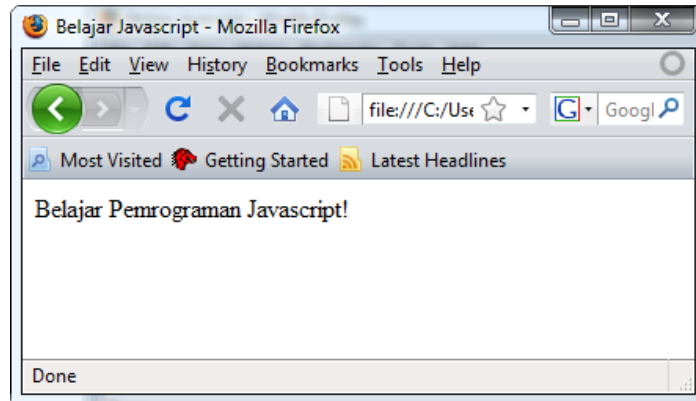 Belajar Javascript - Mozilla Firefox
File Edit View History Bookmarks Tools Help
file:///C:/Use G Googl
Most Visited Getting Started Latest Headlines
Belajar Pemrograman Javascript!
Done